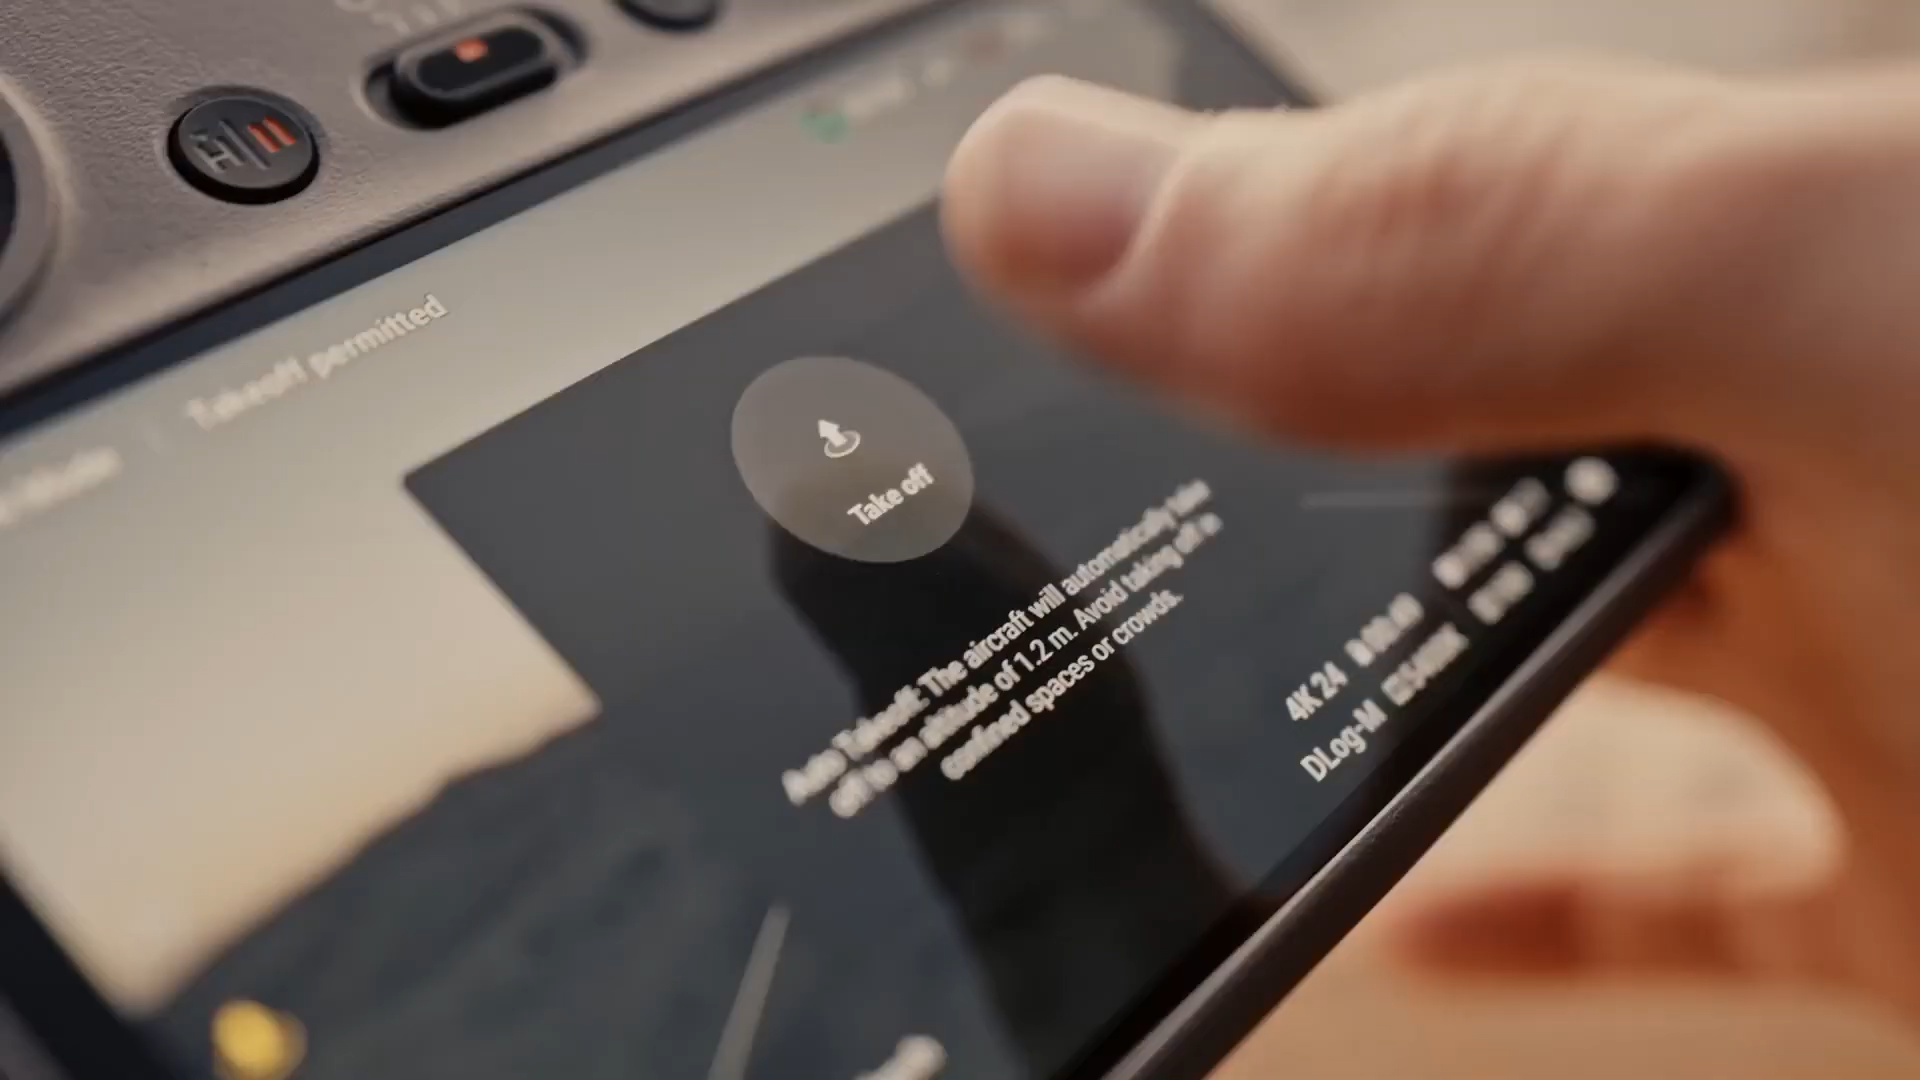 Takeoff permitted
Take off
Auto Takeoff: The aircraft will automatically take
off to an altitude of 1.2 m. Avoid taking off in
confined spaces or crowds.
4K 24
DLog-M